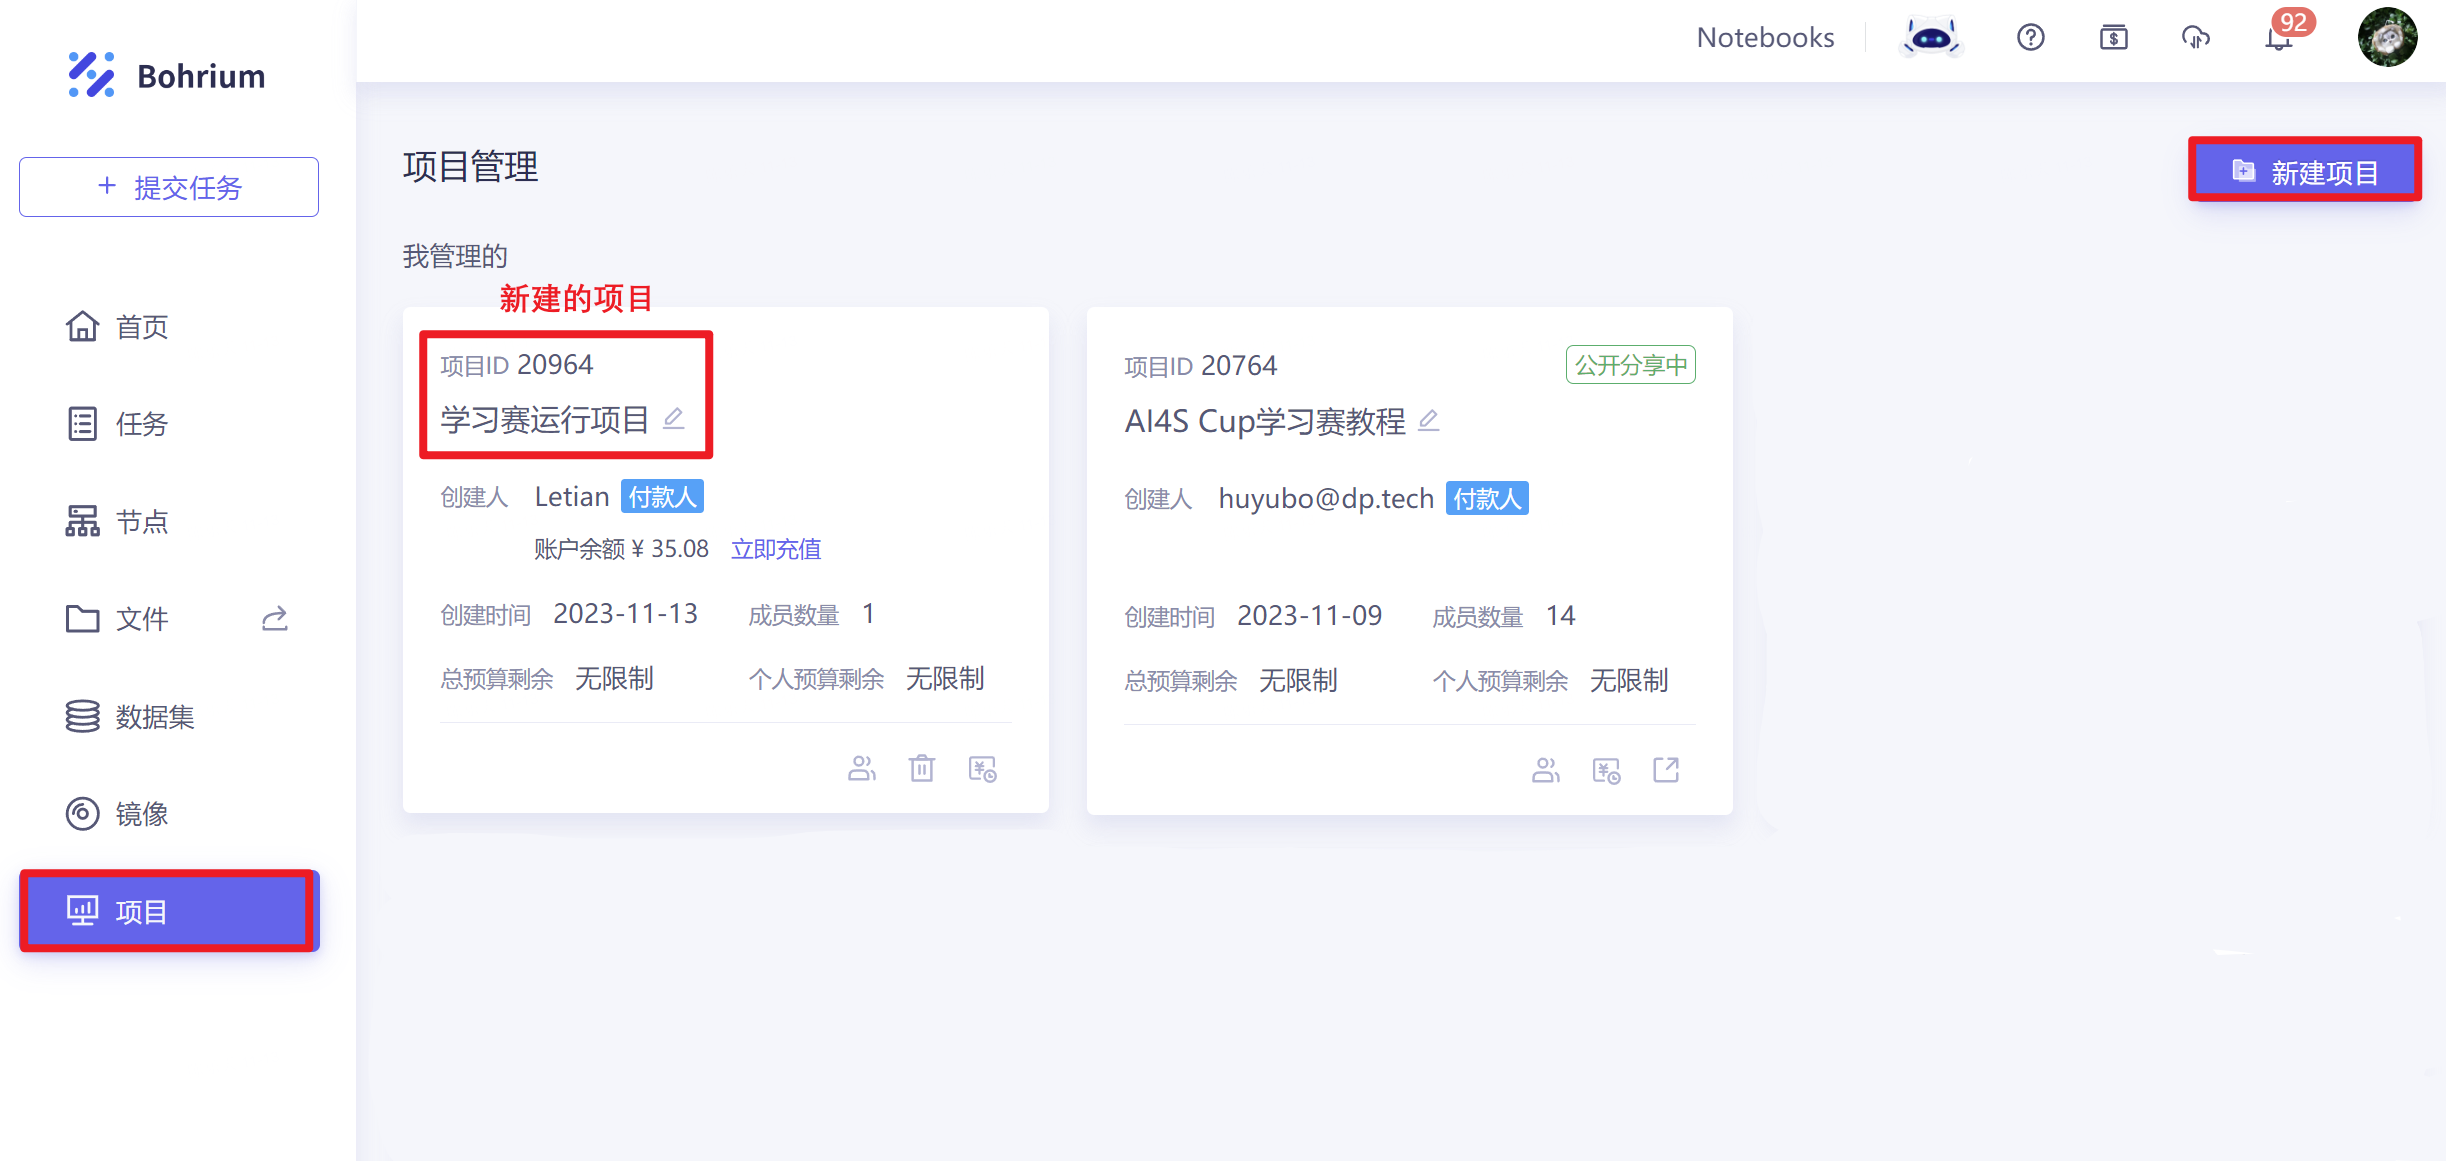 Bohrium
Notebooks
92
+ 提交任务
首页
任务
节点
文件
数据集
镜像
项目
项目管理
新建项目
我管理的
新建的项目
项目ID 20964
学习赛运行项目
创建人 Letian 付款人
账户余额 ¥ 35.08 立即充值
创建时间 2023-11-13 成员数量 1
总预算剩余 无限制 个人预算剩余 无限制
项目ID 20764 公开分享中
AI4S Cup学习赛教程
创建人 huyubo@dp.tech 付款人
创建时间 2023-11-09 成员数量 14
总预算剩余 无限制 个人预算剩余 无限制